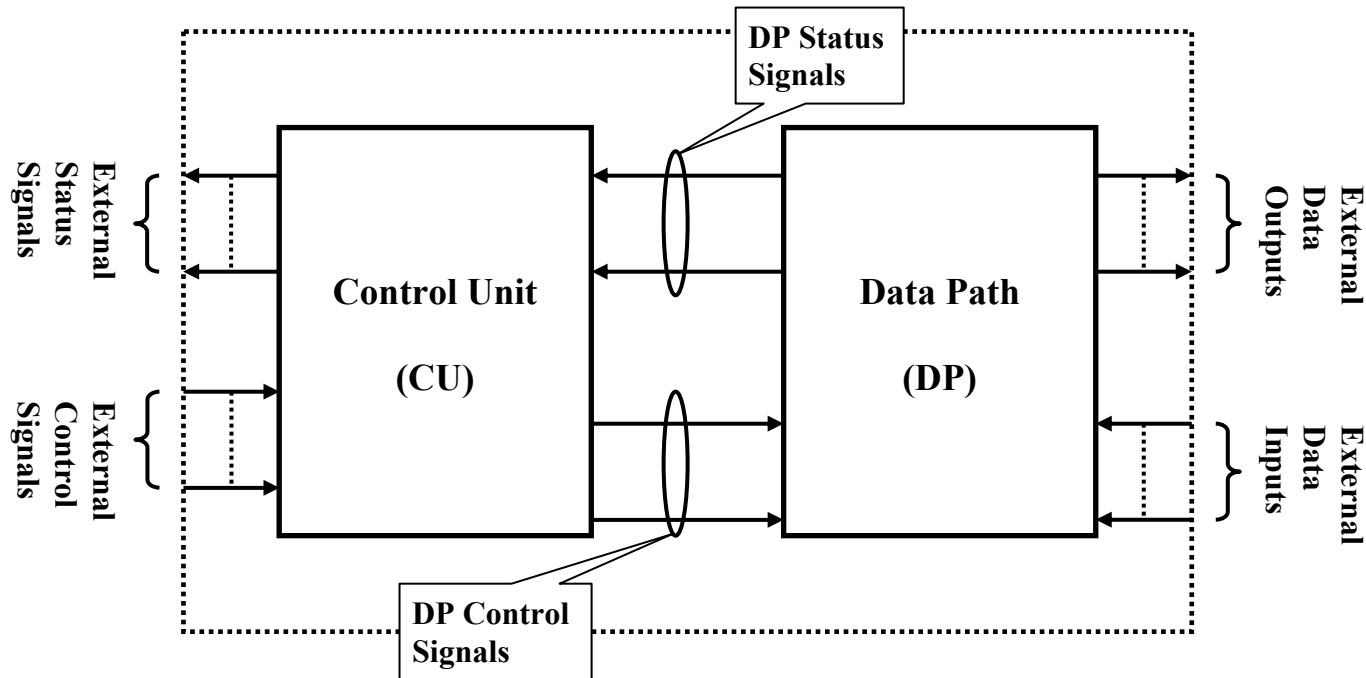 DP Status
Signals
External
Status
Signals
Control Unit
(CU)
Data Path
(DP)
External
Data
Outputs
External
Control
Signals
External
Data
Inputs
DP Control
Signals